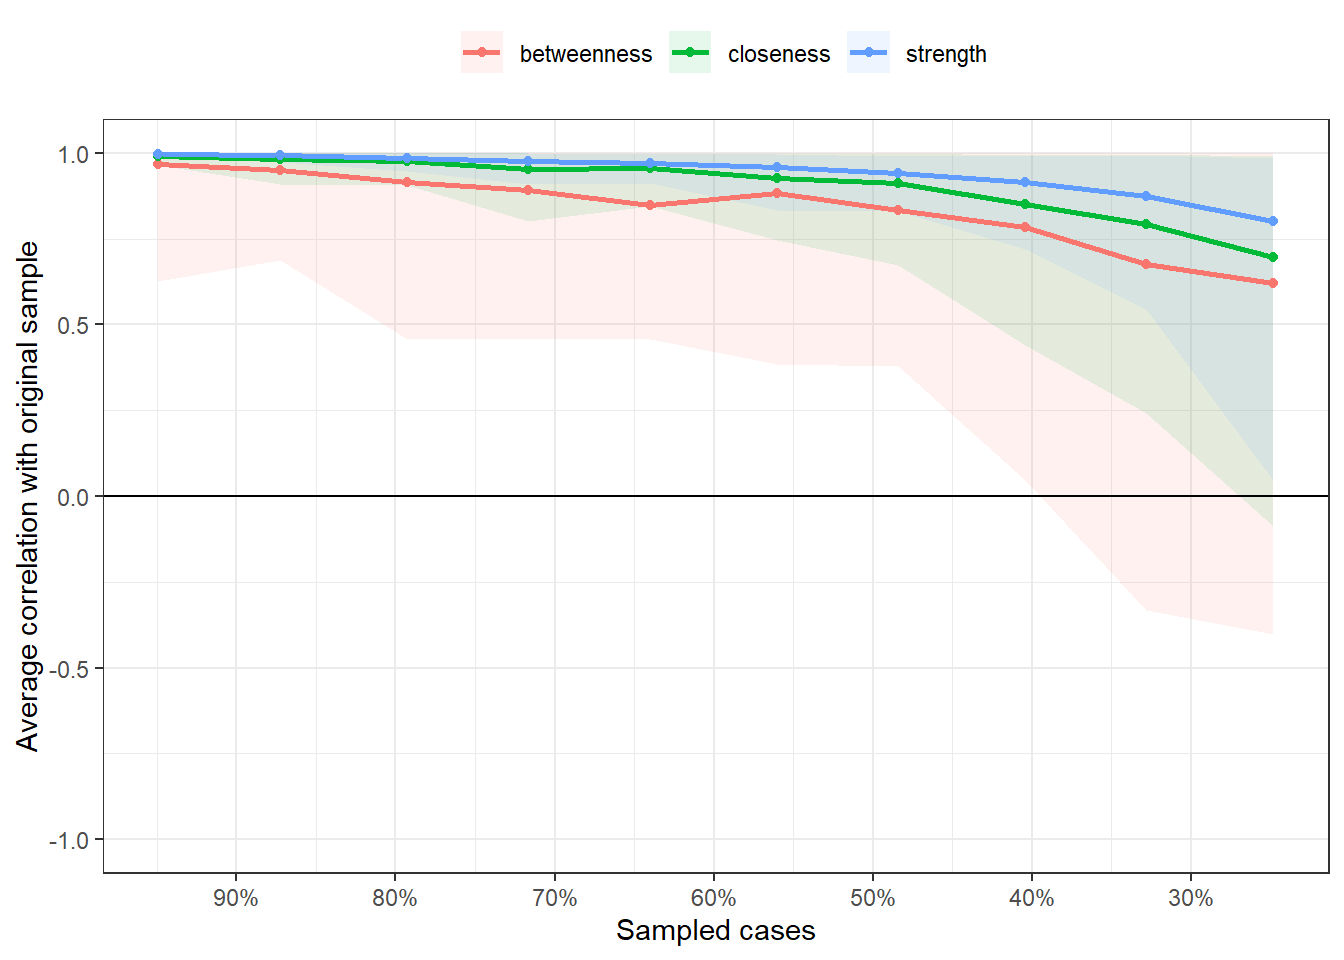 betweenness closeness strength
Average correlation with original sample
1.0
0.5
0.0
-0.5
-1.0
90% 80% 70% 60% 50% 40% 30%
Sampled cases